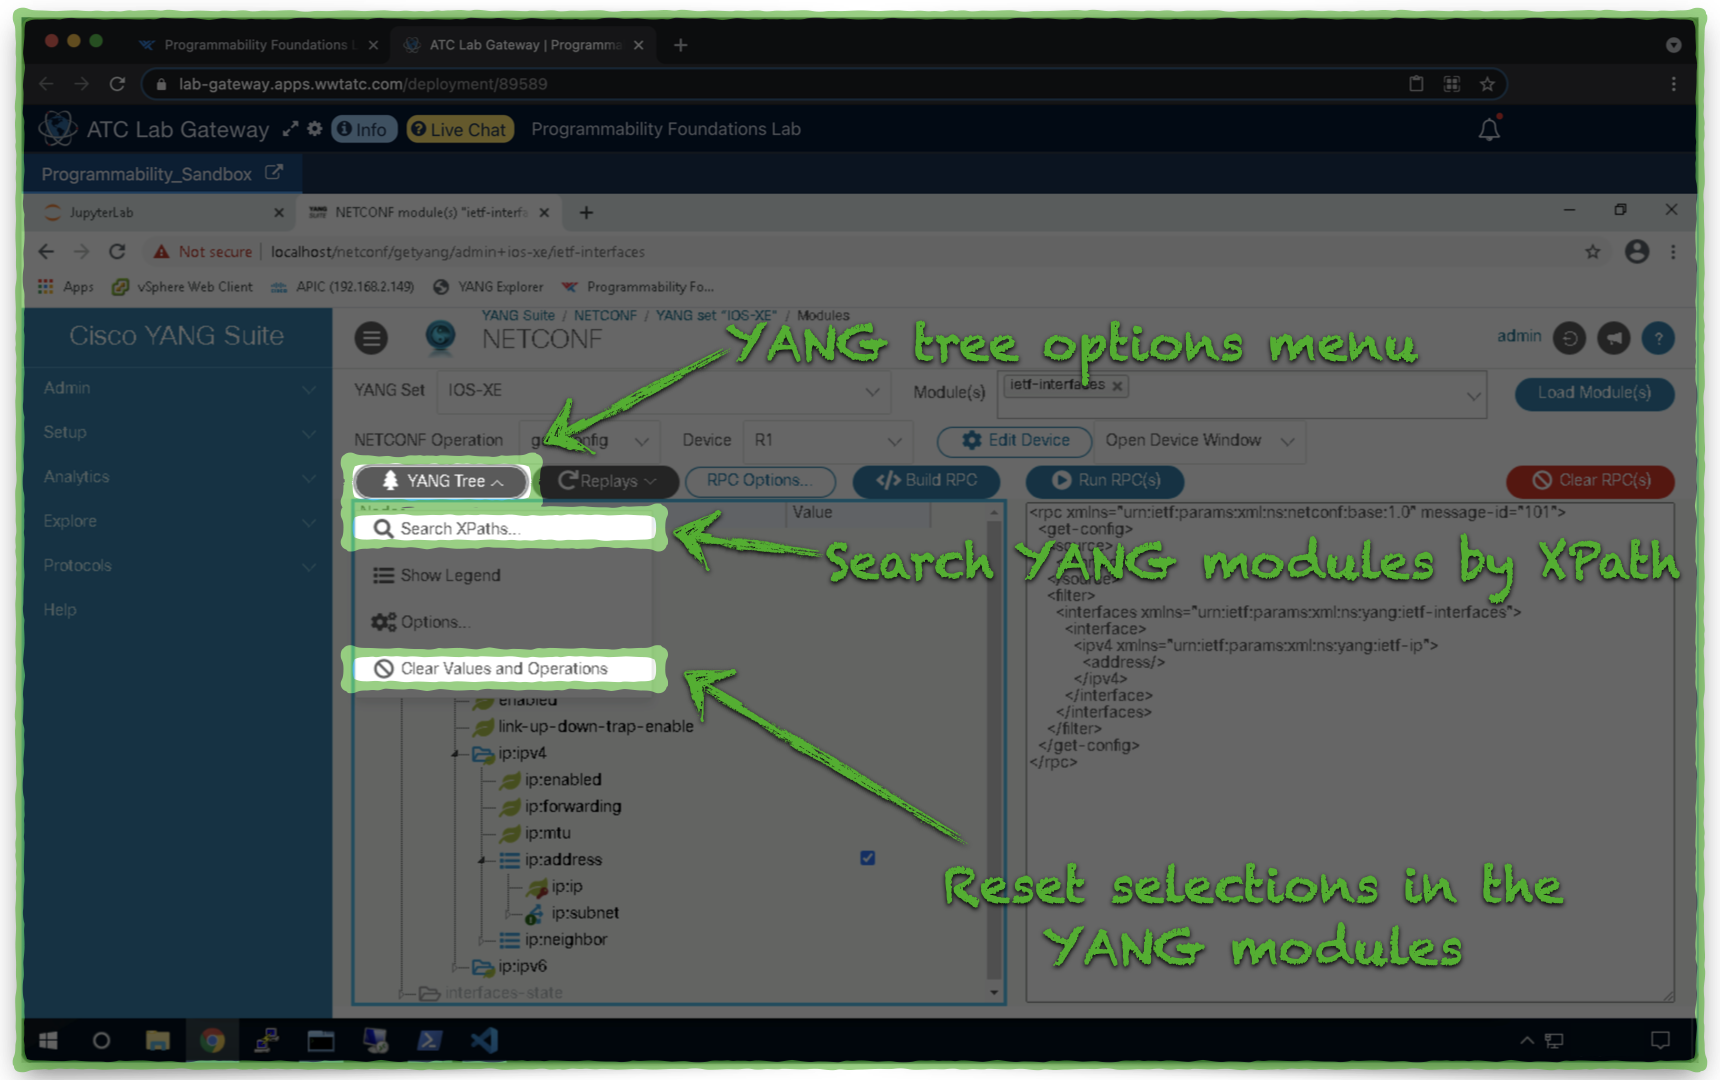 Programmability Foundations L
ATC Lab Gateway | Programma
lab-gateway.apps.wwtatc.com/deployment/89589
ATC Lab Gateway
Info
Live Chat
Programmability Foundations Lab
Programmability_Sandbox
JupyterLab
NETCONF module(s) "ietf-interfa
Not secure
localhost/netconf/getyang/admin+ios-xe/ietf-interfaces
Apps
vSphere Web Client
APIC (192.168.2.149)
YANG Explorer
Programmability Fo...
Cisco YANG Suite
YANG Suite / NETCONF / YANG set "IOS-XE" / Modules
NETCONF
admin
YANG tree options menu
Admin
Setup
Analytics
Explore
Protocols
Help
YANG Set
IOS-XE
Module(s)
ietf-interfaces
Load Module(s)
NETCONF Operation
Device
R1
Edit Device
Open Device Window
YANG Tree
Replays
RPC Options...
Build RPC
Run RPC(s)
Clear RPC(s)
Value
Search XPaths...
Show Legend
Options...
Clear Values and Operations
Search YANG modules by XPath
enabled
link-up-down-trap-enable
ip:ipv4
ip:enabled
ip:forwarding
ip:mtu
ip:address
ip:ip
ip:subnet
ip:neighbor
ip:ipv6
interfaces-state
<rpc xmlns="urn:ietf:params:xml:ns:netconf:base:1.0" message-id="101">
<get-config>
<source>
</source>
<filter>
<interfaces xmlns="urn:ietf:params:xml:ns:yang:ietf-interfaces">
<interface>
<ipv4 xmlns="urn:ietf:params:xml:ns:yang:ietf-ip">
<address/>
</ipv4>
</interface>
</interfaces>
</filter>
</get-config>
</rpc>
Reset selections in the
YANG modules